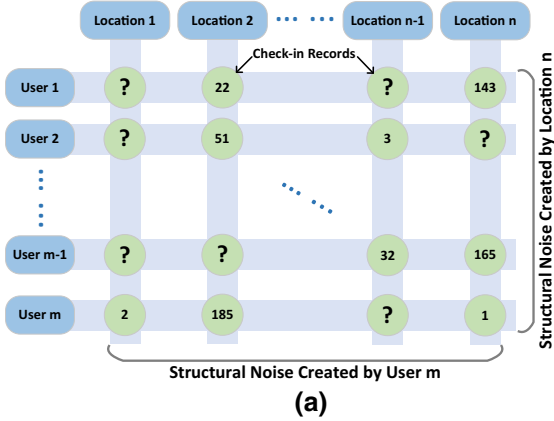 Location 1 Location 2 Location n-1 Location n
Check-in Records
User 1 ? 22 ? 143
User 2 ? 51 3 ?
User m-1 ? ? 32 165
User m 2 185 ? 1
Structural Noise Created by Location n
Structural Noise Created by User m
(a)